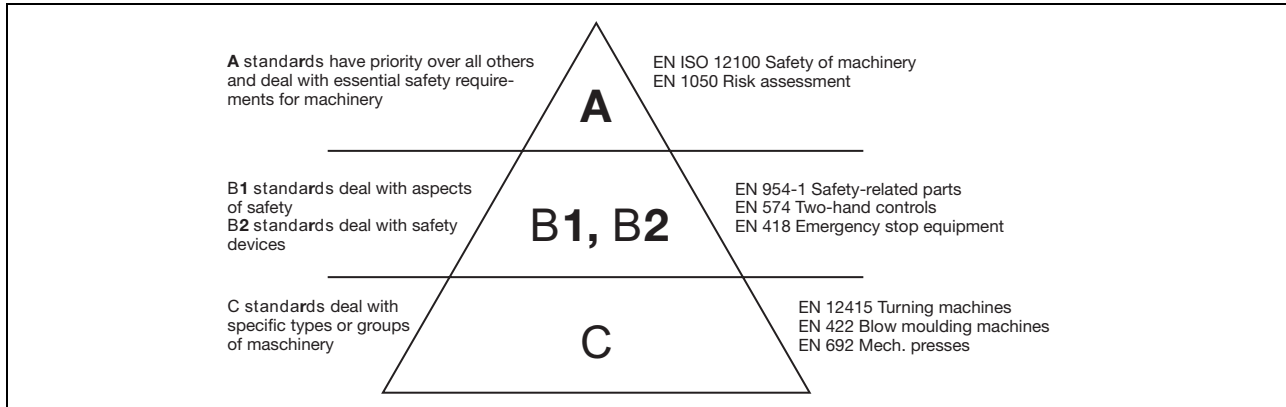 A standards have priority over all others
and deal with essential safety require-
ments for machinery
EN ISO 12100 Safety of machinery
EN 1050 Risk assessment
A
B1 standards deal with aspects
of safety
B2 standards deal with safety
devices
B1, B2
EN 954-1 Safety-related parts
EN 574 Two-hand controls
EN 418 Emergency stop equipment
C standards deal with
specific types or groups
of maschinery
C
EN 12415 Turning machines
EN 422 Blow moulding machines
EN 692 Mech. presses